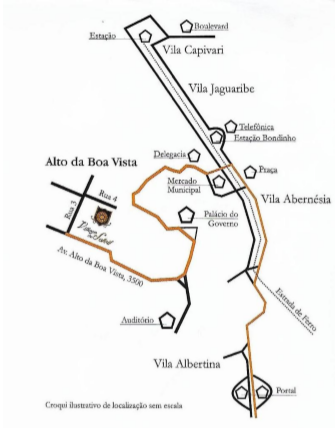 Boulevard
Estação
Vila Capivari
Vila Jaguaribe
Telefônica
Estação Bondinho
Delegacia
Alto da Boa Vista
Praça
Mercado
Municipal
Rua 4
Vila Abernésia
Rua 3
Palácio do
Governo
Av. Alto da Boa Vista, 3500
Estrada de Ferro
Auditório
Vila Albertina
Portal
Croqui ilustrativo de localização sem escala